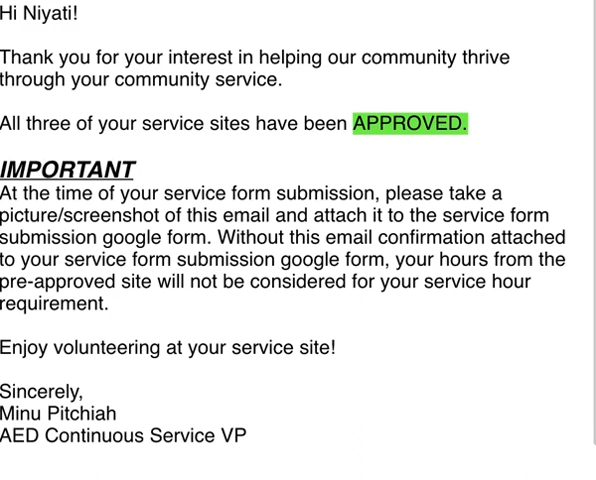 Hi Niyati!
Thank you for your interest in helping our community thrive
through your community service.
All three of your service sites have been APPROVED.
IMPORTANT
At the time of your service form submission, please take a
picture/screenshot of this email and attach it to the service form
submission google form. Without this email confirmation attached
to your service form submission google form, your hours from the
pre-approved site will not be considered for your service hour
requirement.
Enjoy volunteering at your service site!
Sincerely,
Minu Pitchiah
AED Continuous Service VP